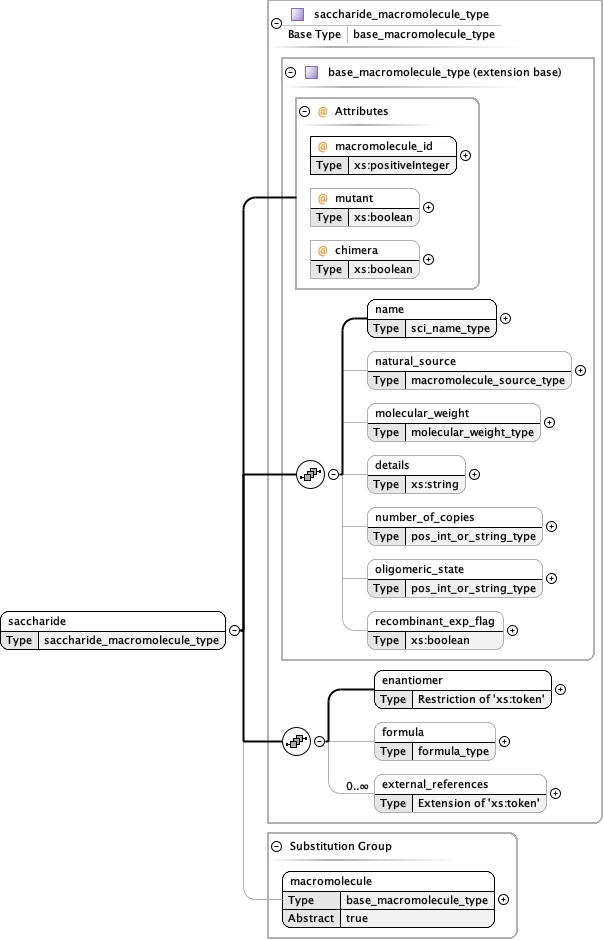 saccharide_macromolecule_type
Base Type base_macromolecule_type
base_macromolecule_type (extension base)
@ Attributes
@ macromolecule_id
Type xs:positiveInteger
@ mutant
Type xs:boolean
@ chimera
Type xs:boolean
name
Type sci_name_type
natural_source
Type macromolecule_source_type
molecular_weight
Type molecular_weight_type
details
Type xs:string
number_of_copies
Type pos_int_or_string_type
oligomeric_state
Type pos_int_or_string_type
recombinant_exp_flag
Type xs:boolean
saccharide
Type saccharide_macromolecule_type
enantiomer
Type Restriction of 'xs:token'
formula
Type formula_type
0..∞
external_references
Type Extension of 'xs:token'
Substitution Group
macromolecule
Type base_macromolecule_type
Abstract true